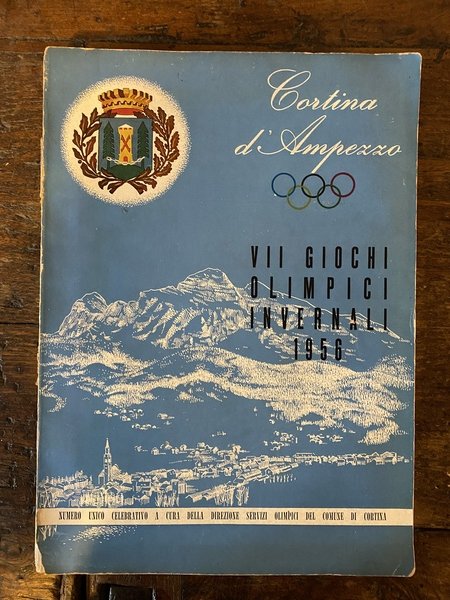 Cortina
d'Ampezzo
VII GIOCHI
OLIMPICI
INVERNALI
1956
NUMERO UNICO CELEBRATIVO A CURA DELLA DIREZIONE SERVIZI OLIMPICI DEL COMUNE DI CORTINA